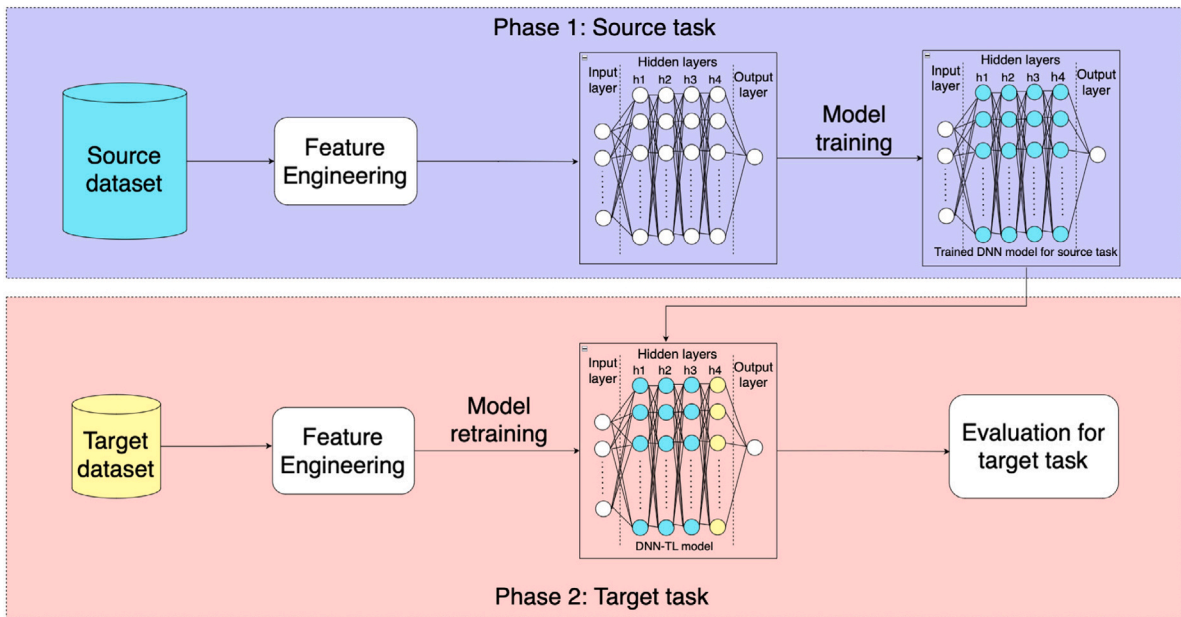 Phase 1: Source task
Source
dataset
Feature
Engineering
Hidden layers
Input
layer
h1 h2 h3 h4
Output
layer
Model
training
Hidden layers
Input
layer
h1 h2 h3 h4
Output
layer
Trained DNN model for source task
Target
dataset
Feature
Engineering
Model
retraining
Hidden layers
Input
layer
h1 h2 h3 h4
Output
layer
DNN-TL model
Evaluation for
target task
Phase 2: Target task